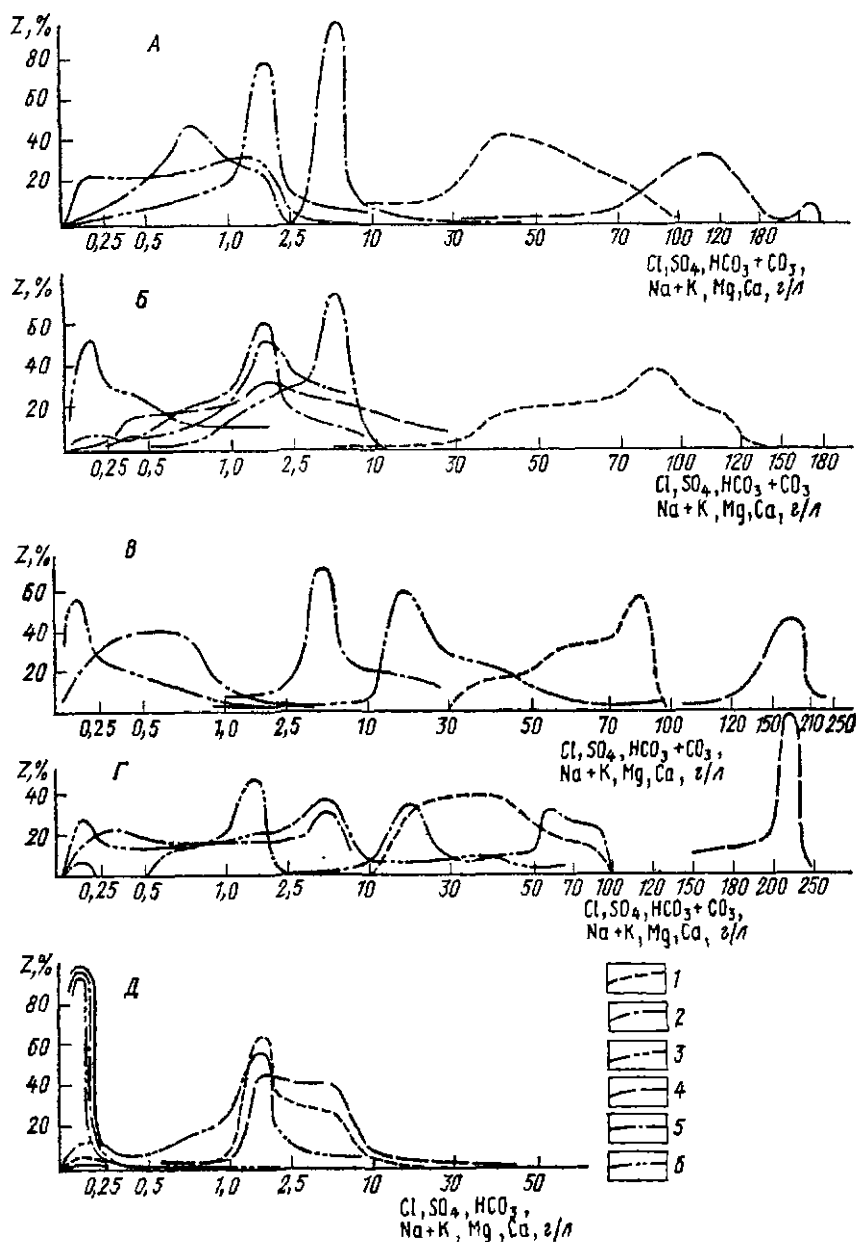 Z, %
А
80
60
40
20
0,25 0,5 1,0 2,5 10 30 50 70 100 120 180
Cl, SO₄, HCO₃ + CO₃,
Na + K, Mg, Ca, г/л
Z, %
Б
60
40
20
0,25 0,5 1,0 2,5 10 30 50 70 100 120 150 180
Cl, SO₄, HCO₃ + CO₃
Na + K, Mg, Ca, г/л
Z, %
В
60
40
20
0,25 0,5 1,0 2,5 10 30 50 70 100 120 150 210 250
Cl, SO₄, HCO₃ + CO₃,
Na + K, Mg, Ca, г/л
Z, %
Г
40
20
0,25 0,5 1,0 2,5 10 30 50 70 100 120 150 180 200 250
Cl, SO₄, HCO₃ + CO₃,
Na + K, Mg, Ca, г/л
Z, %
Д
80
60
40
20
0,25 0,5 1,0 2,5 10 30 50
Cl, SO₄, HCO₃,
Na + K, Mg, Ca, г/л
1
2
3
4
5
6